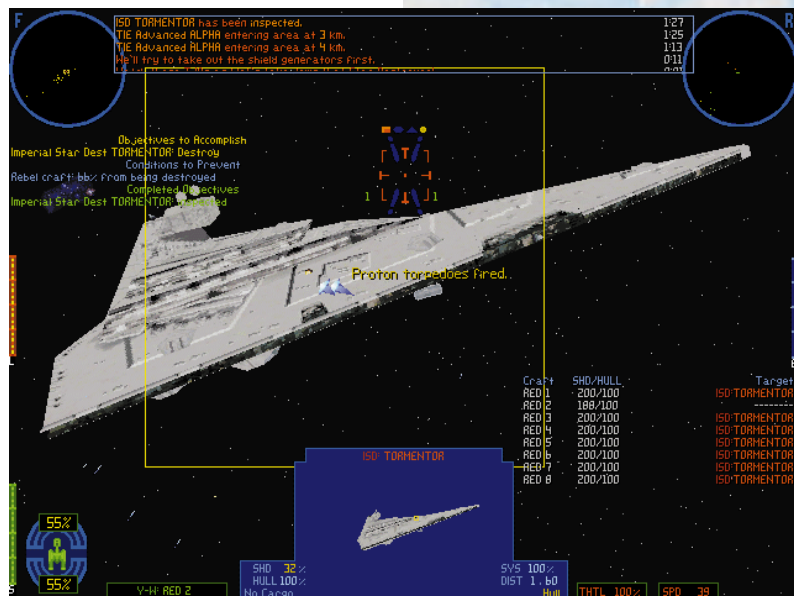 F
R
ISD TORMENTOR has been inspected. 1:27
TIE Advanced ALPHA entering area at 3 km. 1:25
TIE Advanced ALPHA entering area at 4 km. 1:13
We'll try to take out the shield generators first. 0:11
Objectives to Accomplish
Imperial Star Dest TORMENTOR: Destroy
Conditions to Prevent
Rebel craft: 66% from being destroyed
Completed Objectives
Imperial Star Dest TORMENTOR:
1 1
Proton torpedoes fired.
Craft SHD/HULL Target
RED 1 200/100 ISD TORMENTOR
RED 2 188/100 --------
RED 3 200/100 ISD TORMENTOR
RED 4 200/100 ISD TORMENTOR
RED 5 200/100 ISD TORMENTOR
RED 6 200/100 ISD TORMENTOR
RED 7 200/100 ISD TORMENTOR
RED 8 200/100 ISD TORMENTOR
L
ISD: TORMENTOR
55%
55%
S
SHD 32% SYS 100%
HULL 100% DIST 1.60
No Cargo Hull
Y-W: RED 2
THTL 100% SPD 39